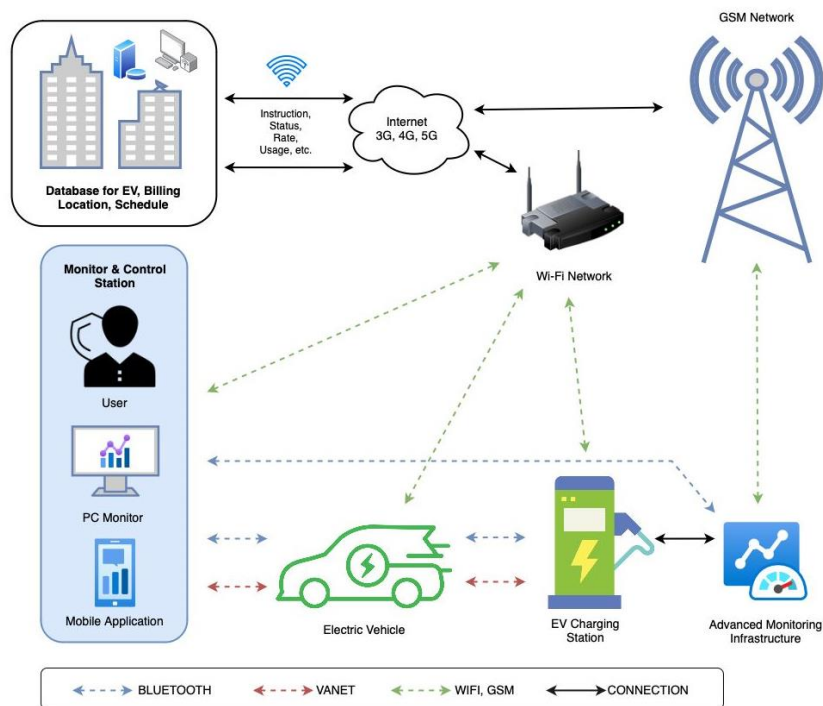 GSM Network
Instruction,
Status,
Rate,
Usage, etc.
Internet
3G, 4G, 5G
Database for EV, Billing
Location, Schedule
Monitor & Control
Station
Wi-Fi Network
User
PC Monitor
Mobile Application
Electric Vehicle
EV Charging
Station
Advanced Monitoring
Infrastructure
BLUETOOTH
VANET
WIFI, GSM
CONNECTION